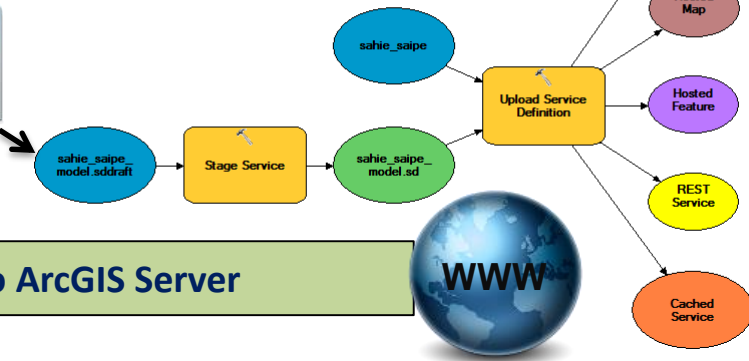 Map
sahie_saipe
Upload Service
Definition
Hosted
Feature
sahie_saipe_
model.sddraft
Stage Service
sahie_saipe_
model.sd
REST
Service
ArcGIS Server
WWW
Cached
Service